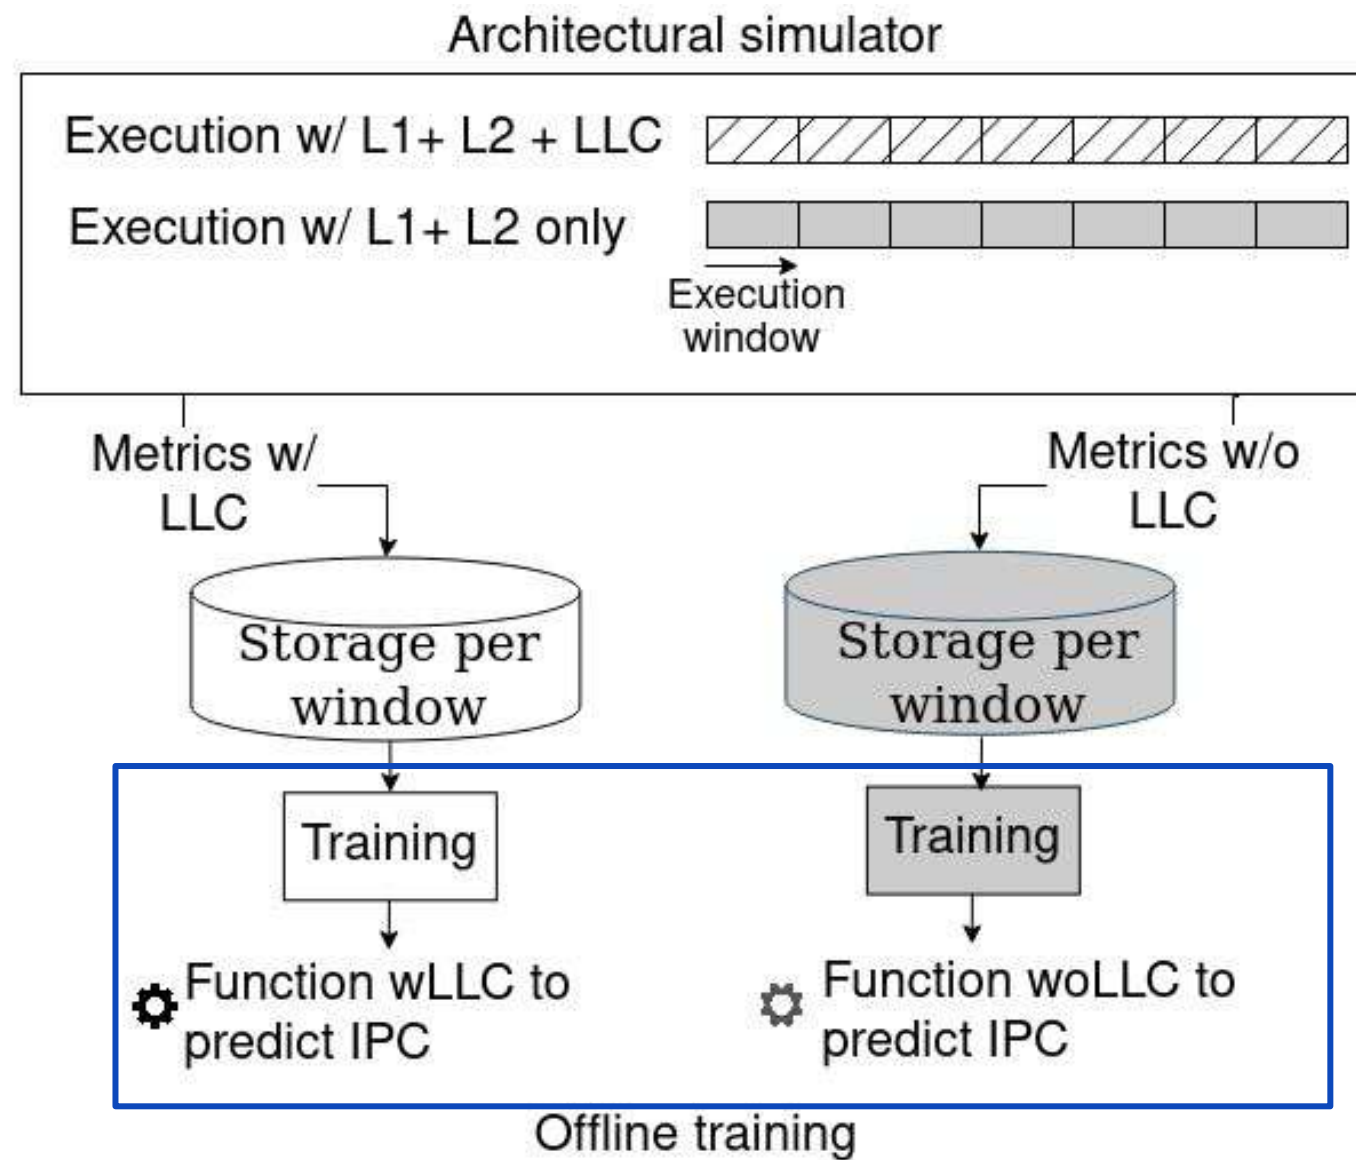 Architectural simulator
Execution w/ L1+ L2 + LLC
Execution w/ L1+ L2 only
Execution
window
Metrics w/
LLC
Metrics w/o
LLC
Storage per
window
Storage per
window
Training
Training
Function wLLC to
predict IPC
Function woLLC to
predict IPC
Offline training